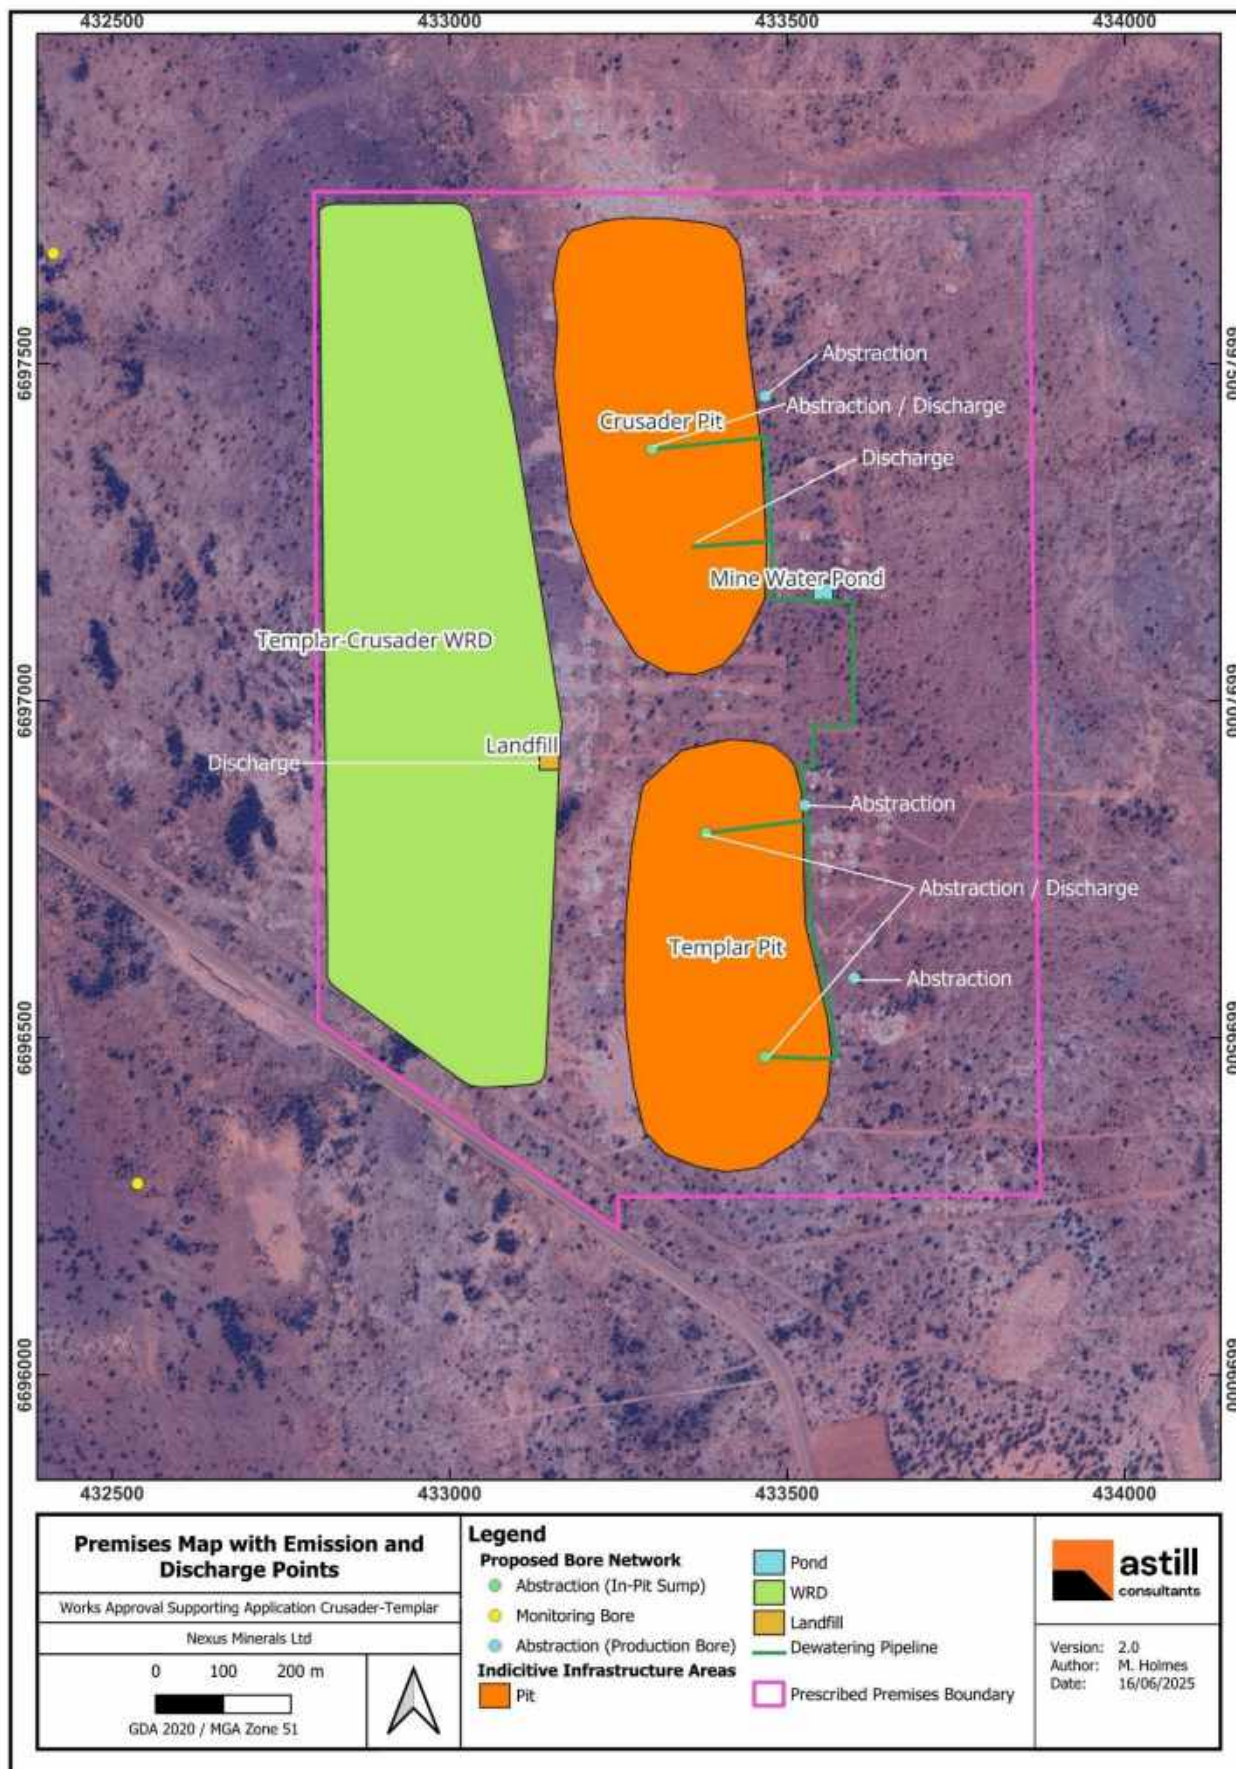 432500 433000 433500 434000
6697500
6697500
Abstraction
Abstraction / Discharge
Crusader Pit
Discharge
Mine Water Pond
Templar-Crusader WRD
6697000
6697000
Landfill
Discharge
Abstraction
Abstraction / Discharge
Templar Pit
Abstraction
6696500
6696500
6696000
6696000
432500 433000 433500 434000
Premises Map with Emission and
Discharge Points
Works Approval Supporting Application Crusader-Templar
Nexus Minerals Ltd
0 100 200 m
GDA 2020 / MGA Zone 51
Legend
Proposed Bore Network
Abstraction (In-Pit Sump)
Monitoring Bore
Abstraction (Production Bore)
Indicitive Infrastructure Areas
Pit
Pond
WRD
Landfill
Dewatering Pipeline
Prescribed Premises Boundary
astill
consultants
Version: 2.0
Author: M. Holmes
Date: 16/06/2025